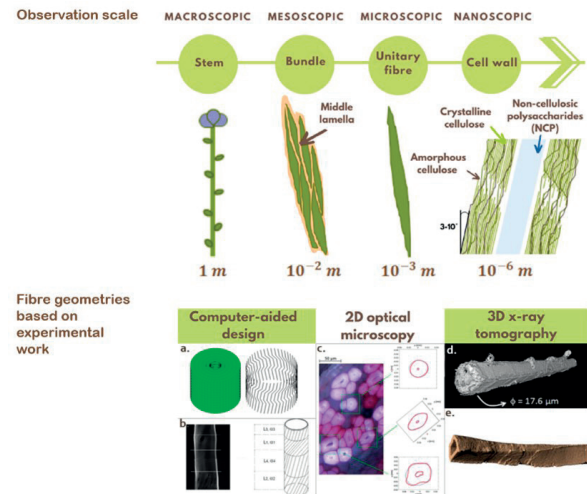 Observation scale
MACROSCOPIC MESOSCOPIC MICROSCOPIC NANOSCOPIC
Stem
Bundle
Unitary
fibre
Cell wall
Middle
lamella
Crystalline
cellulose
Non-cellulosic
polysaccharides
(NCP)
Amorphous
cellulose
3-10°
1 m
10⁻² m
10⁻³ m
10⁻⁶ m
Fibre geometries
based on
experimental
work
Computer-aided
design
2D optical
microscopy
3D x-ray
tomography
a.
b
c.
d.
ϕ = 17.6 μm
e.